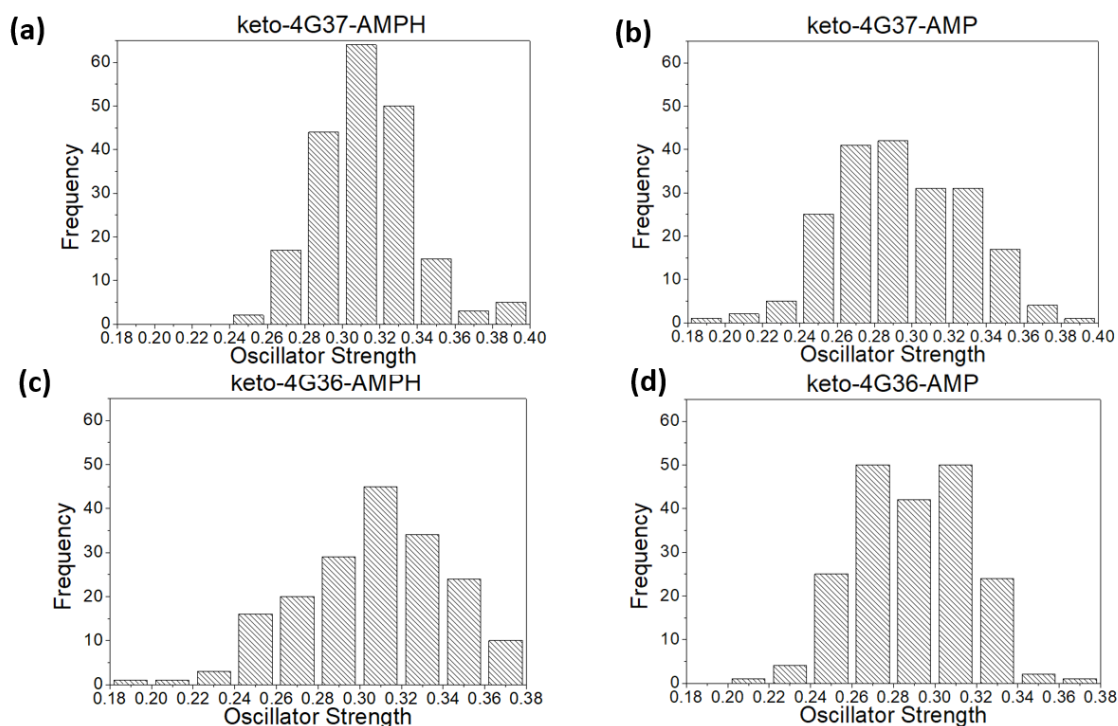 (a)
keto-4G37-AMPH
Frequency
60
50
40
30
20
10
0
0.18 0.20 0.22 0.24 0.26 0.28 0.30 0.32 0.34 0.36 0.38 0.40
Oscillator Strength
(b)
keto-4G37-AMP
Frequency
60
50
40
30
20
10
0
0.18 0.20 0.22 0.24 0.26 0.28 0.30 0.32 0.34 0.36 0.38 0.40
Oscillator Strength
(c)
keto-4G36-AMPH
Frequency
60
50
40
30
20
10
0
0.18 0.20 0.22 0.24 0.26 0.28 0.30 0.32 0.34 0.36 0.38
Oscillator Strength
(d)
keto-4G36-AMP
Frequency
60
50
40
30
20
10
0
0.18 0.20 0.22 0.24 0.26 0.28 0.30 0.32 0.34 0.36 0.38
Oscillator Strength